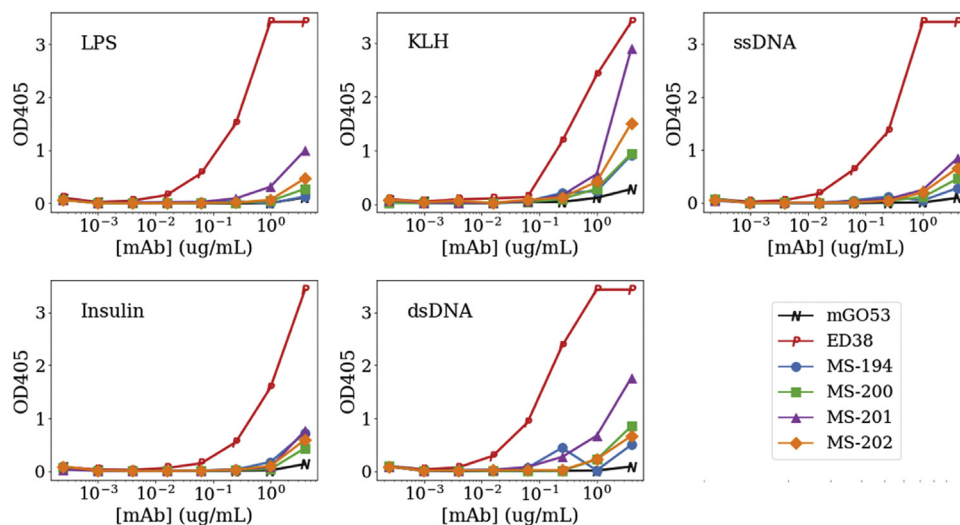 LPS
KLH
ssDNA
OD405
3
2
1
0
OD405
3
2
1
0
OD405
3
2
1
0
10⁻³ 10⁻² 10⁻¹ 10⁰
10⁻³ 10⁻² 10⁻¹ 10⁰
10⁻³ 10⁻² 10⁻¹ 10⁰
[mAb] (ug/mL)
[mAb] (ug/mL)
[mAb] (ug/mL)
Insulin
dsDNA
OD405
3
2
1
0
OD405
3
2
1
0
10⁻³ 10⁻² 10⁻¹ 10⁰
10⁻³ 10⁻² 10⁻¹ 10⁰
[mAb] (ug/mL)
[mAb] (ug/mL)
N mGO53
P ED38
MS-194
MS-200
MS-201
MS-202